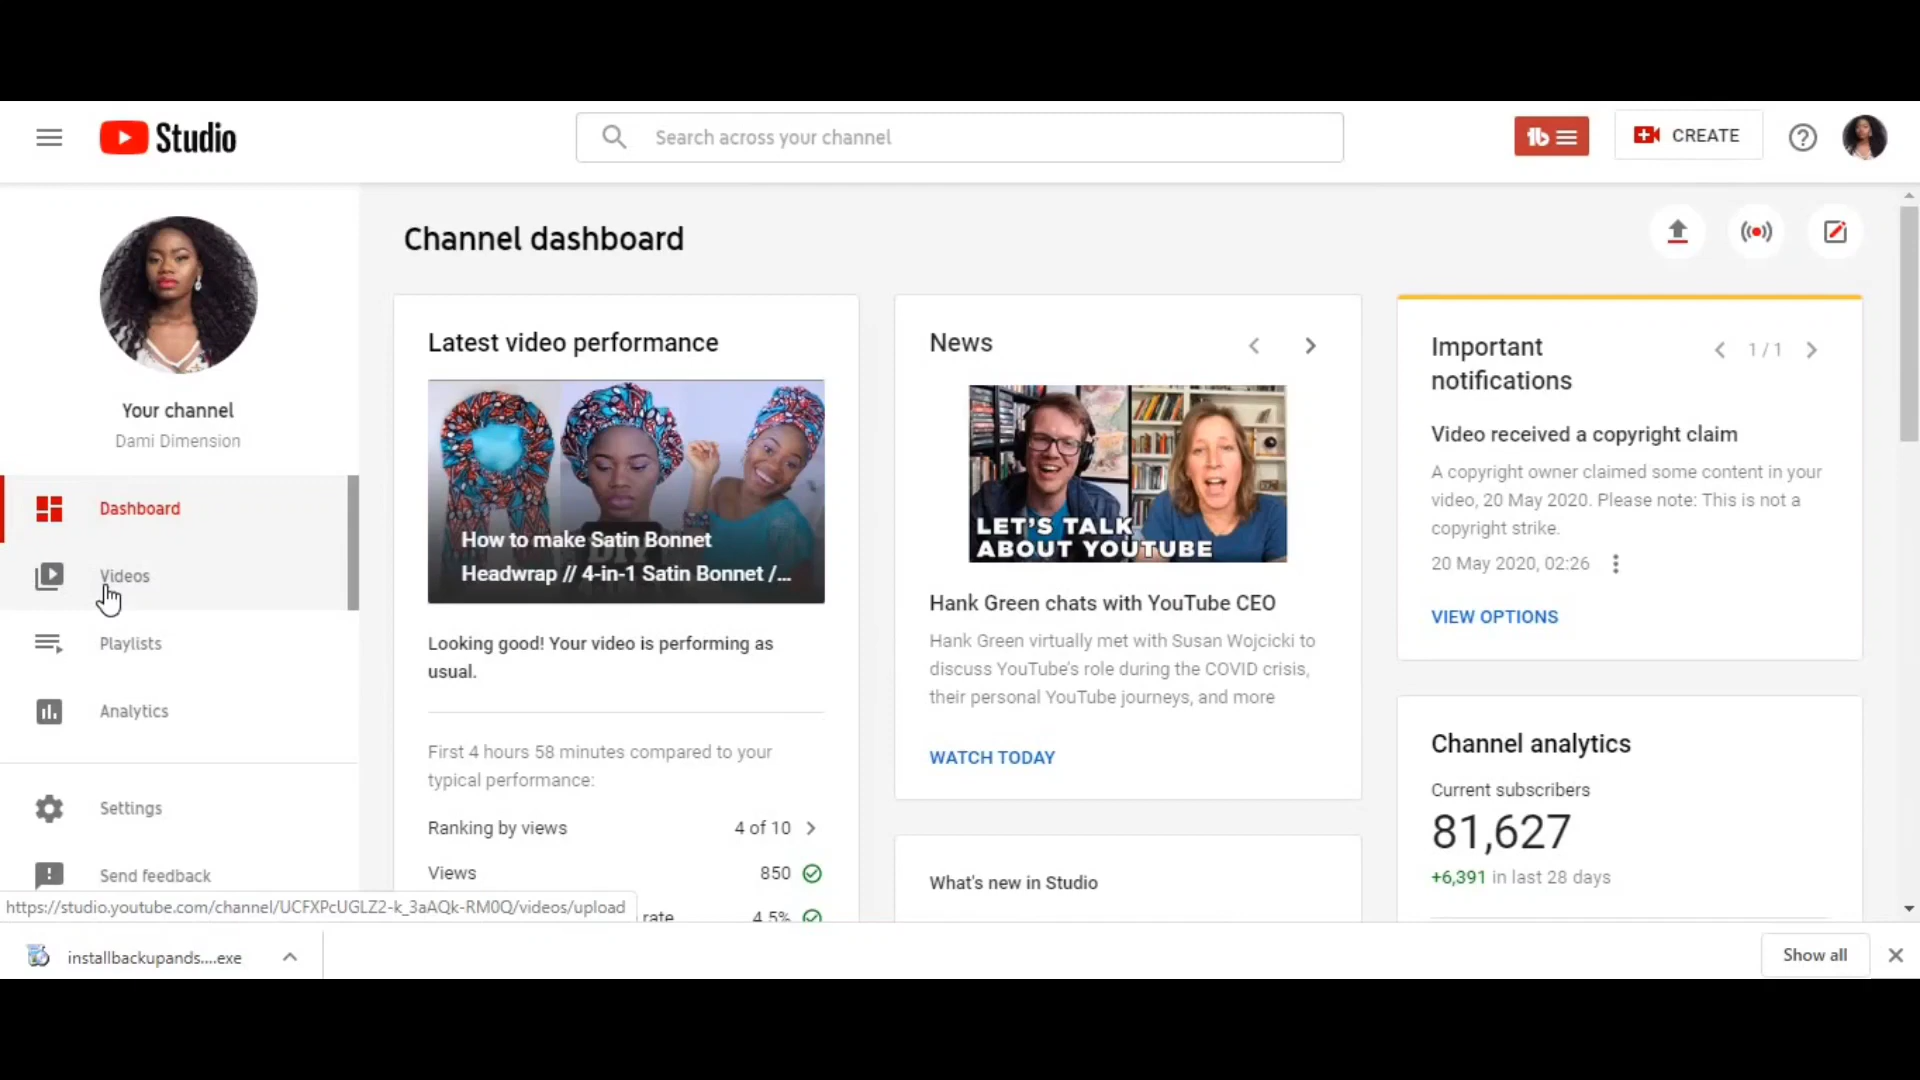 Studio
Search across your channel
CREATE
Your channel
Dami Dimension
Dashboard
Videos
Playlists
Analytics
Settings
Send feedback
https://studio.youtube.com/channel/UCFXPcUGLZ2-k_3aAQk-RM0Q/videos/upload
Channel dashboard
Latest video performance
How to make Satin Bonnet
Headwrap // 4-in-1 Satin Bonnet /...
Looking good! Your video is performing as
usual.
First 4 hours 58 minutes compared to your
typical performance:
Ranking by views 4 of 10
Views 850
rate 4.5%
News
LET'S TALK
ABOUT YOUTUBE
Hank Green chats with YouTube CEO
Hank Green virtually met with Susan Wojcicki to
discuss YouTube's role during the COVID crisis,
their personal YouTube journeys, and more
WATCH TODAY
What's new in Studio
Important
notifications
1 / 1
Video received a copyright claim
A copyright owner claimed some content in your
video, 20 May 2020. Please note: This is not a
copyright strike.
20 May 2020, 02:26
VIEW OPTIONS
Channel analytics
Current subscribers
81,627
+6,391 in last 28 days
installbackupands....exe
Show all